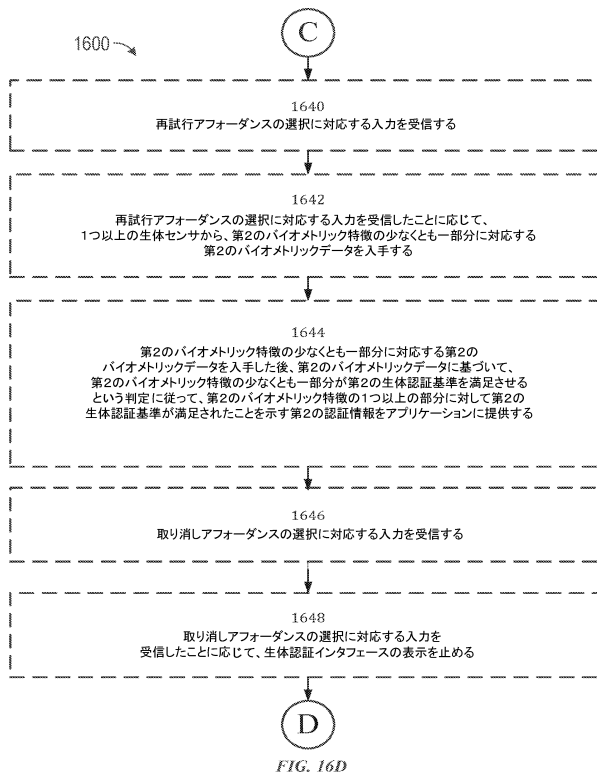 C
1600
1640
再試行アフォーダンスの選択に対応する入力を受信する
1642
再試行アフォーダンスの選択に対応する入力を受信したことに応じて、
1つ以上の生体センサから、第2のバイオメトリック特徴の少なくとも一部分に対応する
第2のバイオメトリックデータを入手する
1644
第2のバイオメトリック特徴の少なくとも一部分に対応する第2の
バイオメトリックデータを入手した後、第2のバイオメトリックデータに基づいて、
第2のバイオメトリック特徴の少なくとも一部分が第2の生体認証基準を満足させる
という判定に従って、第2のバイオメトリック特徴の1つ以上の部分に対して第2の
生体認証基準が満足されたことを示す第2の認証情報をアプリケーションに提供する
1646
取り消しアフォーダンスの選択に対応する入力を受信する
1648
取り消しアフォーダンスの選択に対応する入力を
受信したことに応じて、生体認証インタフェースの表示を止める
D
FIG. 16D